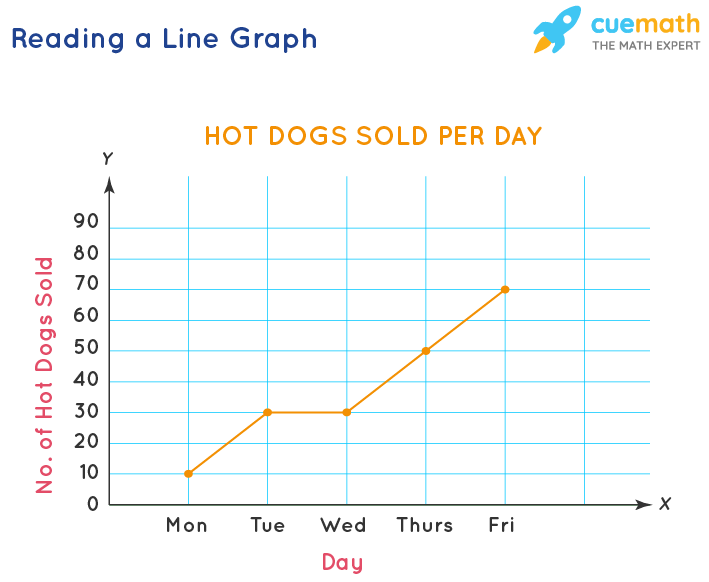 Reading a Line Graph
cuemath
THE MATH EXPERT
HOT DOGS SOLD PER DAY
Y
90
80
70
60
50
40
30
20
10
0
No. of Hot Dogs Sold
X
Mon Tue Wed Thurs Fri
Day